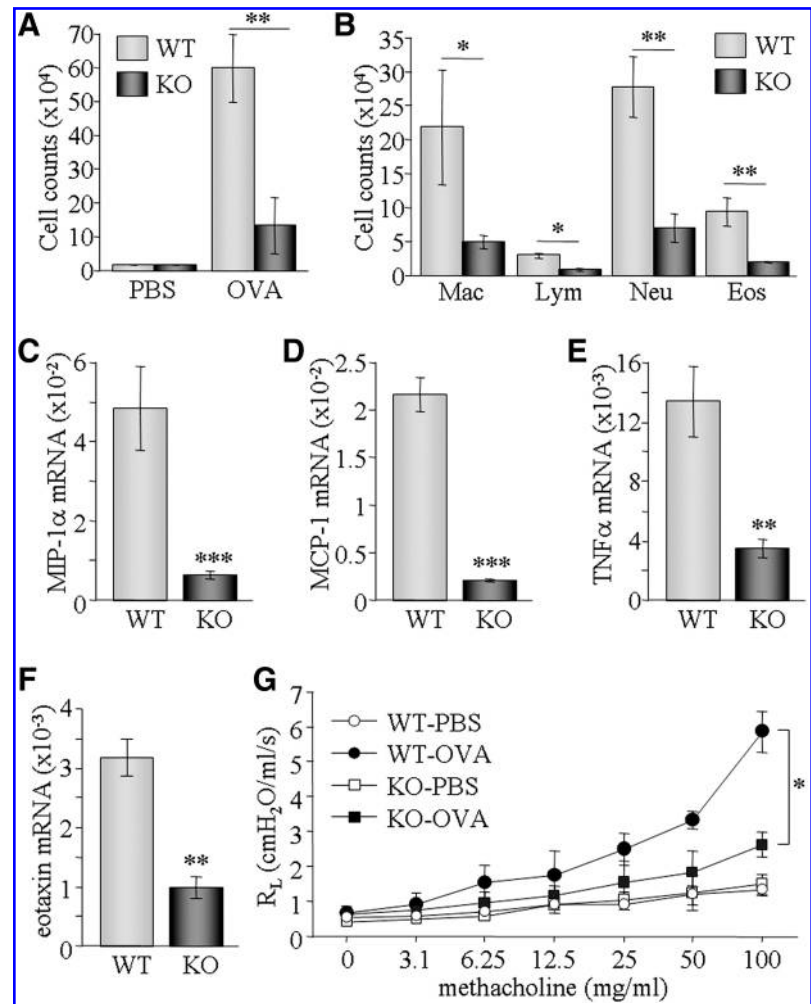 A
70
60
50
40
30
20
10
0
Cell counts (x10⁴)
WT
KO
**
PBS OVA
B
35
30
25
20
15
10
5
0
Cell counts (x10⁴)
WT
KO
*
*
**
**
Mac Lym Neu Eos
C
6
4
2
0
MIP-1α mRNA (x10⁻²)
***
WT KO
D
2.5
2
1.5
1
0.5
0
MCP-1 mRNA (x10⁻²)
***
WT KO
E
16
12
8
4
0
TNFα mRNA (x10⁻³)
**
WT KO
F
4
3
2
1
0
eotaxin mRNA (x10⁻³)
**
WT KO
G
7
6
5
4
3
2
1
0
R_L (cmH₂O/ml/s)
WT-PBS
WT-OVA
KO-PBS
KO-OVA
*
0 3.1 6.25 12.5 25 50 100
methacholine (mg/ml)